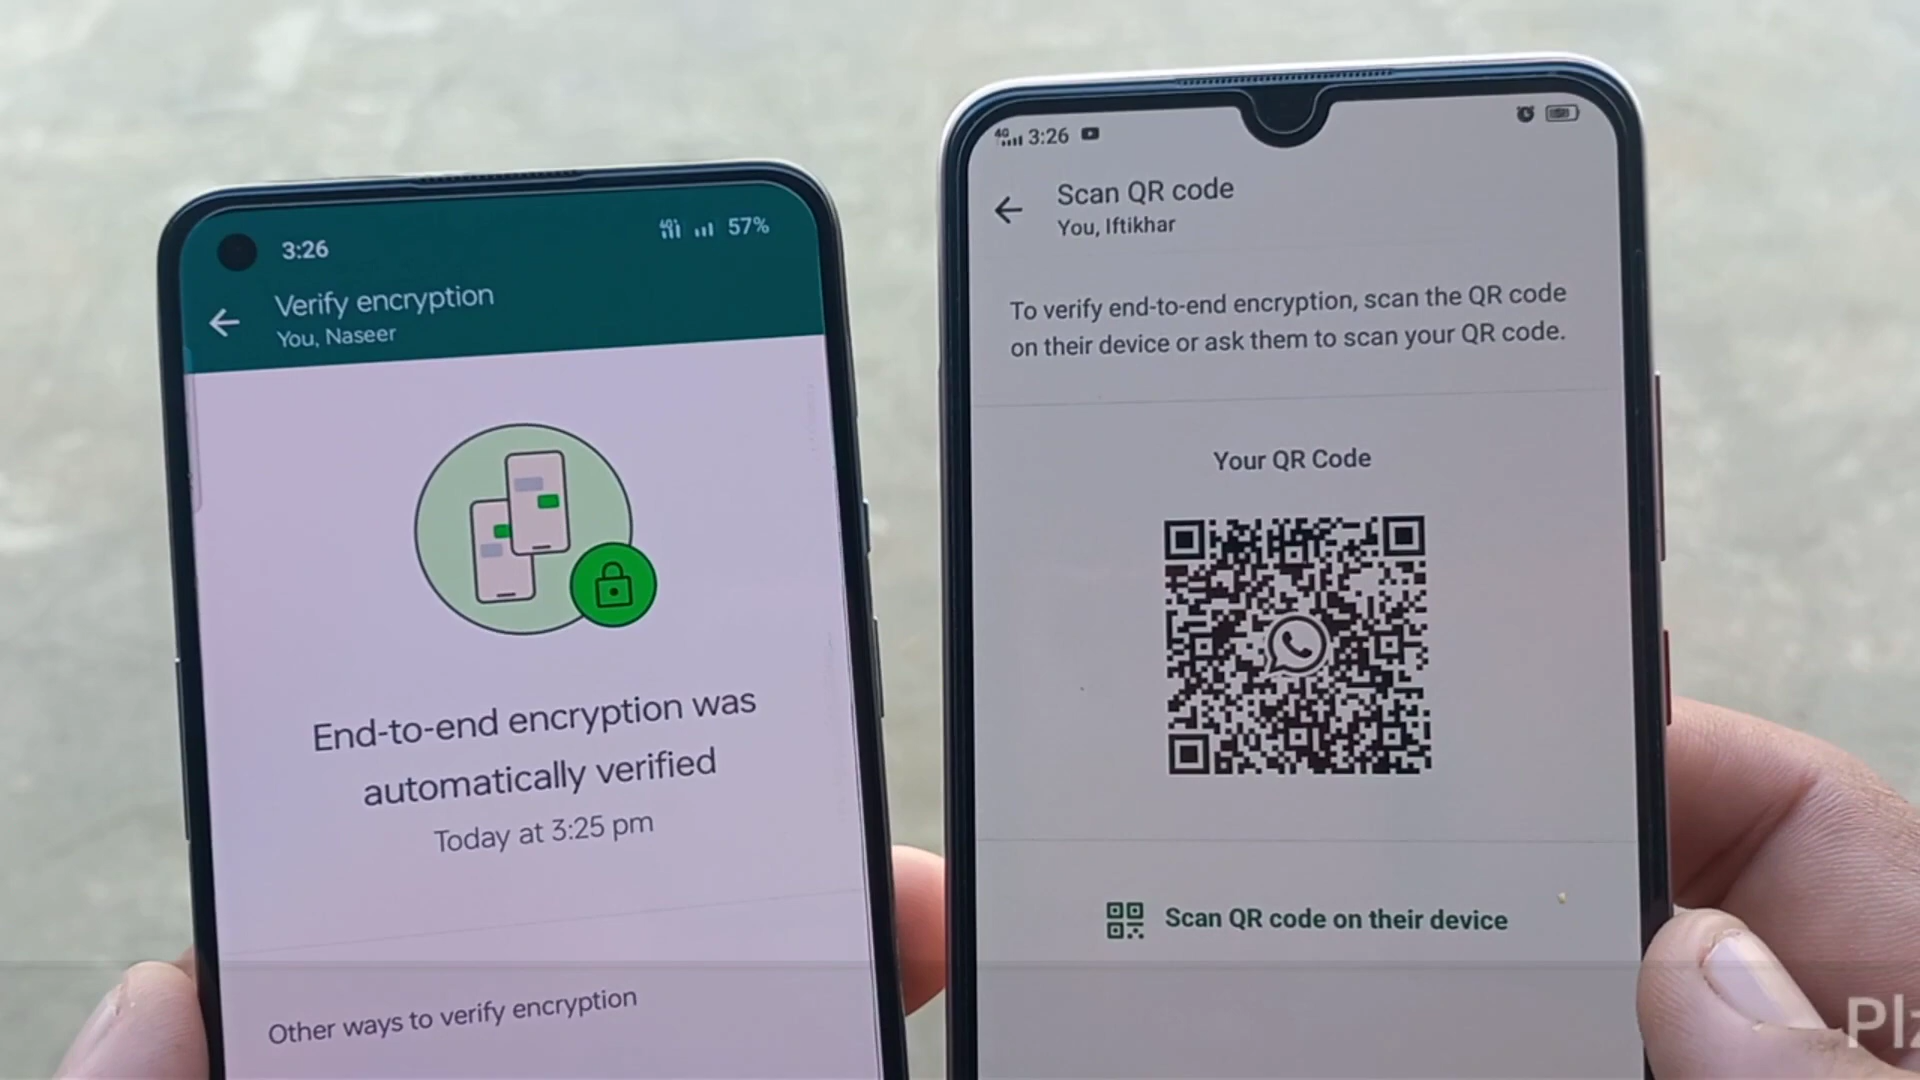 3:26
4G 57%
Verify encryption
You, Naseer
End-to-end encryption was
automatically verified
Today at 3:25 pm
Other ways to verify encryption
4G 3:26
Scan QR code
You, Iftikhar
To verify end-to-end encryption, scan the QR code
on their device or ask them to scan your QR code.
Your QR Code
Scan QR code on their device
Plz